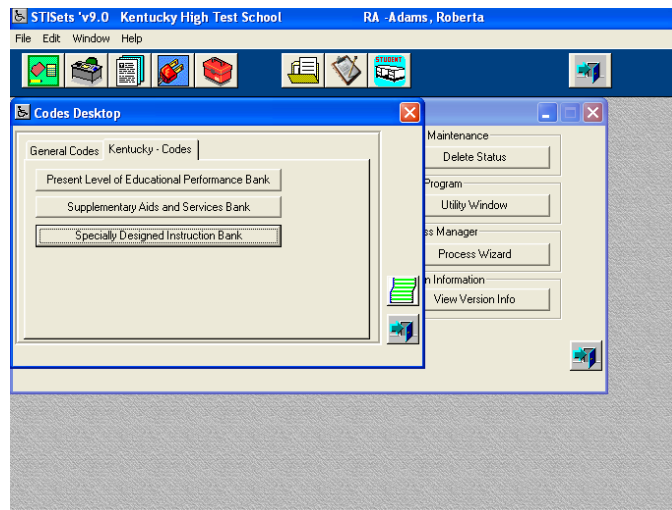 STISets 'v9.0 Kentucky High Test School RA -Adams, Roberta
File Edit Window Help
STUDENT
Codes Desktop
General Codes Kentucky - Codes
Present Level of Educational Performance Bank
Supplementary Aids and Services Bank
Specially Designed Instruction Bank
Maintenance
Delete Status
Program
Utility Window
ss Manager
Process Wizard
n Information
View Version Info